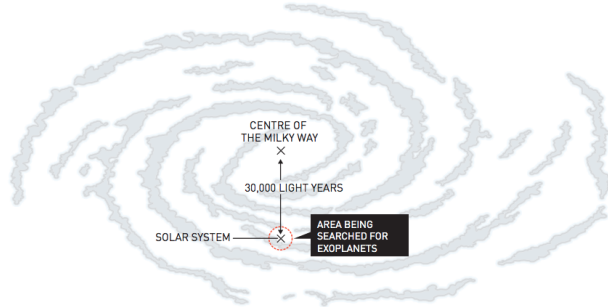 CENTRE OF
THE MILKY WAY
30,000 LIGHT YEARS
SOLAR SYSTEM
AREA BEING
SEARCHED FOR
EXOPLANETS